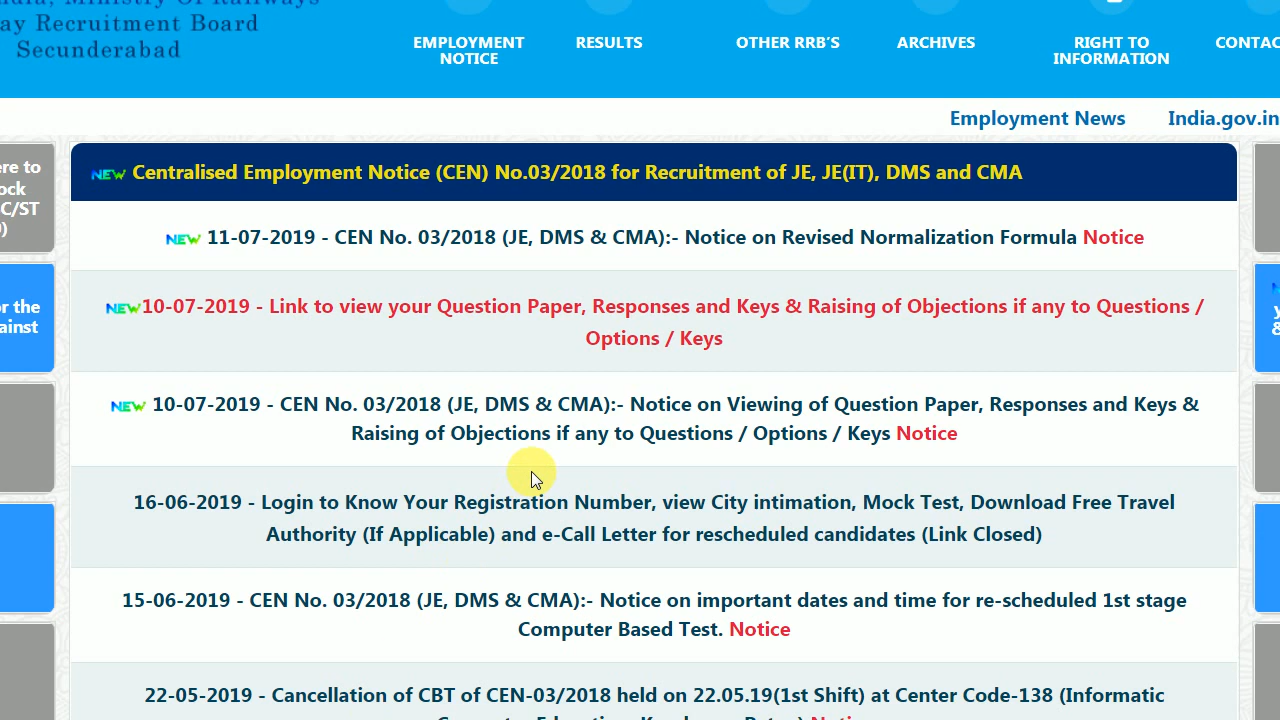 Ministry Of Railways
Recruitment Board
Secunderabad
EMPLOYMENT
NOTICE
RESULTS
OTHER RRB'S
ARCHIVES
RIGHT TO
INFORMATION
Employment News
India.gov.in
NEW Centralised Employment Notice (CEN) No.03/2018 for Recruitment of JE, JE(IT), DMS and CMA
NEW 11-07-2019 - CEN No. 03/2018 (JE, DMS & CMA):- Notice on Revised Normalization Formula Notice
NEW 10-07-2019 - Link to view your Question Paper, Responses and Keys & Raising of Objections if any to Questions /
Options / Keys
NEW 10-07-2019 - CEN No. 03/2018 (JE, DMS & CMA):- Notice on Viewing of Question Paper, Responses and Keys &
Raising of Objections if any to Questions / Options / Keys Notice
16-06-2019 - Login to Know Your Registration Number, view City intimation, Mock Test, Download Free Travel
Authority (If Applicable) and e-Call Letter for rescheduled candidates (Link Closed)
15-06-2019 - CEN No. 03/2018 (JE, DMS & CMA):- Notice on important dates and time for re-scheduled 1st stage
Computer Based Test. Notice
22-05-2019 - Cancellation of CBT of CEN-03/2018 held on 22.05.19(1st Shift) at Center Code-138 (Informatic